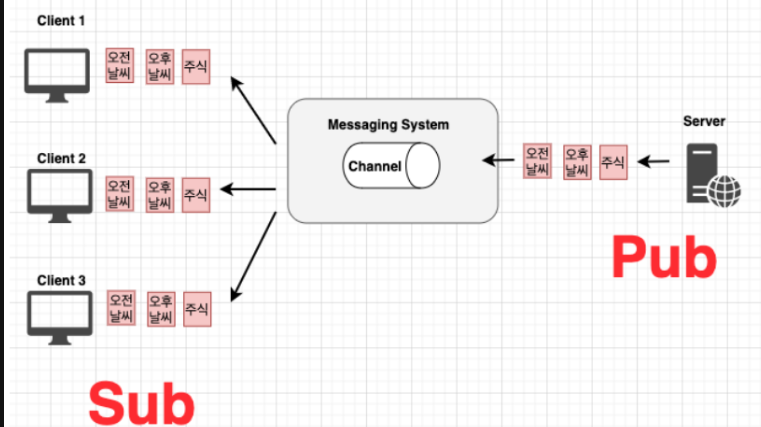 Client 1
오전
날씨
오후
날씨
주식
Messaging System
Channel
Server
오전
날씨
오후
날씨
주식
Client 2
오전
날씨
오후
날씨
주식
Pub
Client 3
오전
날씨
오후
날씨
주식
Sub